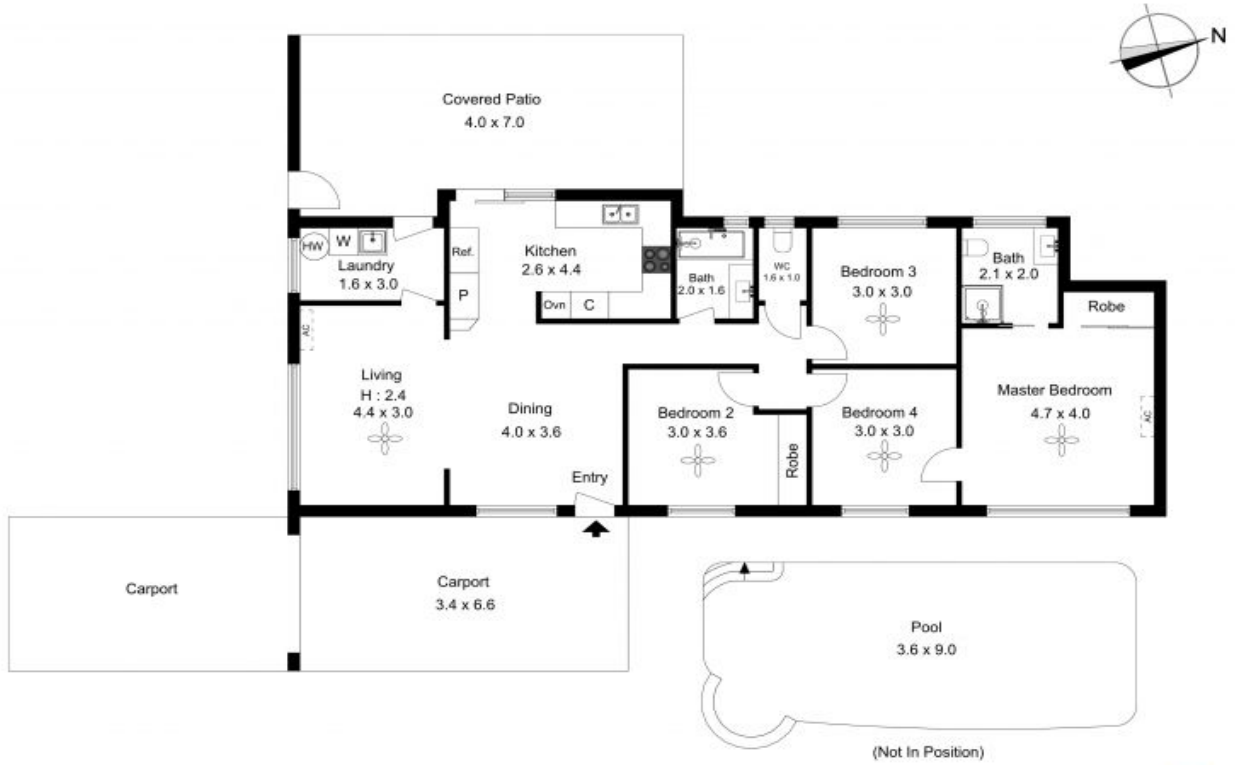 N
Covered Patio
4.0 x 7.0
HW
W
Laundry
1.6 x 3.0
Ref.
P
Kitchen
2.6 x 4.4
Ovn
C
Bath
2.0 x 1.6
WC
1.6 x 1.0
Bedroom 3
3.0 x 3.0
Bath
2.1 x 2.0
Robe
AC
Living
H : 2.4
4.4 x 3.0
Dining
4.0 x 3.6
Entry
Bedroom 2
3.0 x 3.6
Robe
Bedroom 4
3.0 x 3.0
Master Bedroom
4.7 x 4.0
AC
Carport
Carport
3.4 x 6.6
Pool
3.6 x 9.0
(Not In Position)